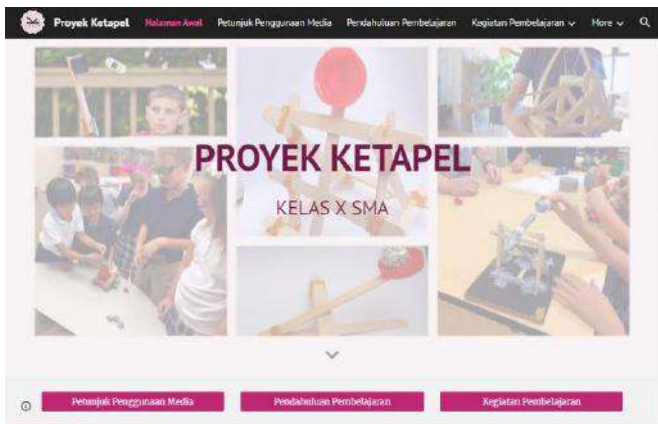 Proyek Ketapel Halaman Awal Petunjuk Penggunaan Media Pendahuluan Pembelajaran Kegiatan Pembelajaran More
PROYEK KETAPEL
KELAS X SMA
Petunjuk Penggunaan Media Pendahuluan Pembelajaran Kegiatan Pembelajaran